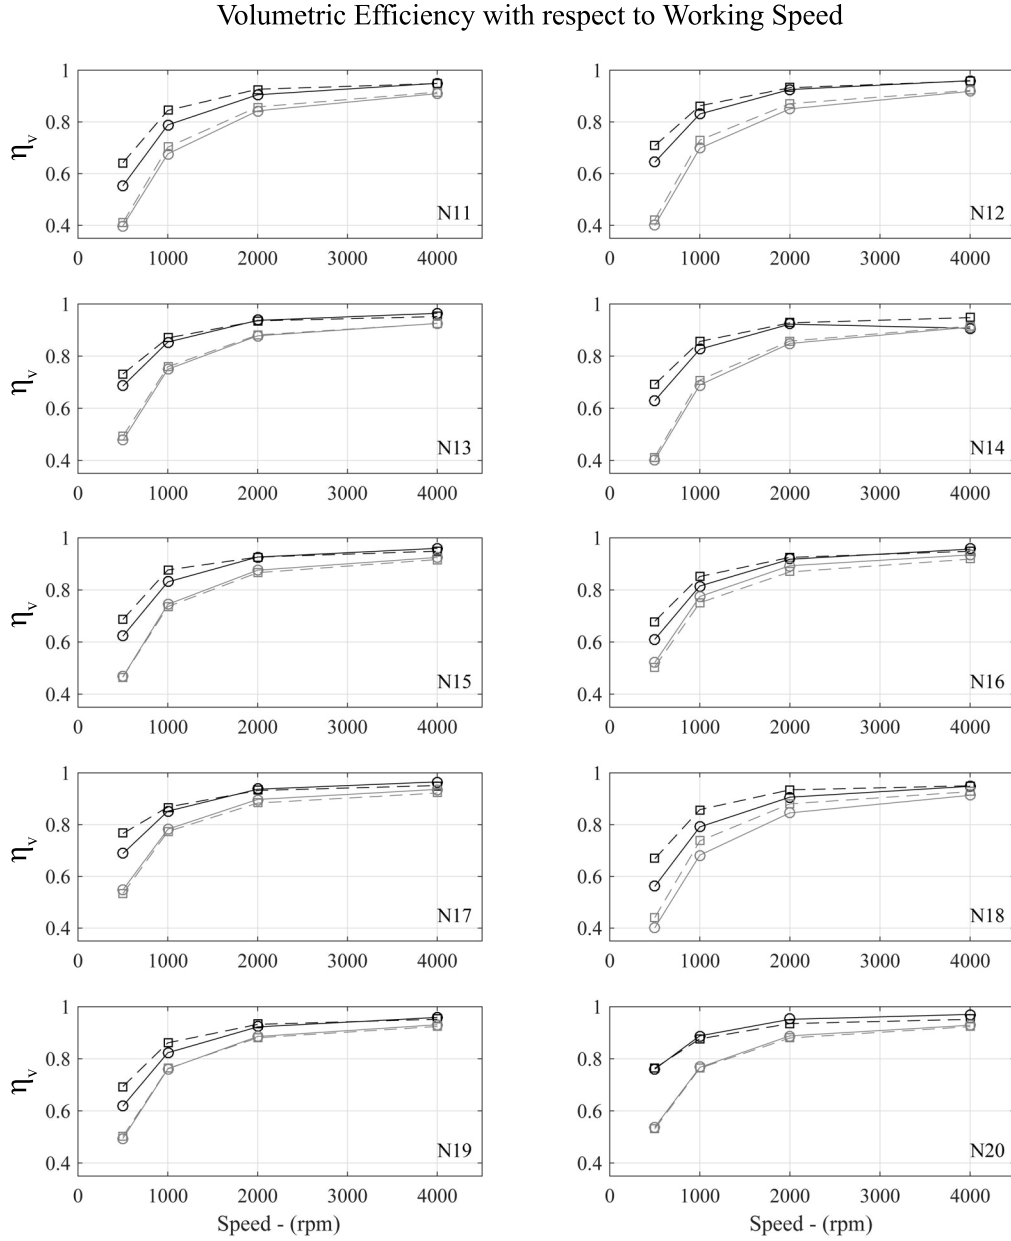 Volumetric Efficiency with respect to Working Speed
1 1
0.8 0.8
ηv
0.6 0.6
0.4 N11 0.4 N12
0 1000 2000 3000 4000 0 1000 2000 3000 4000
1 1
0.8 0.8
ηv
0.6 0.6
0.4 N13 0.4 N14
0 1000 2000 3000 4000 0 1000 2000 3000 4000
1 1
0.8 0.8
ηv
0.6 0.6
0.4 N15 0.4 N16
0 1000 2000 3000 4000 0 1000 2000 3000 4000
1 1
0.8 0.8
ηv
0.6 0.6
0.4 N17 0.4 N18
0 1000 2000 3000 4000 0 1000 2000 3000 4000
1 1
0.8 0.8
ηv
0.6 0.6
0.4 N19 0.4 N20
0 1000 2000 3000 4000 0 1000 2000 3000 4000
Speed - (rpm) Speed - (rpm)